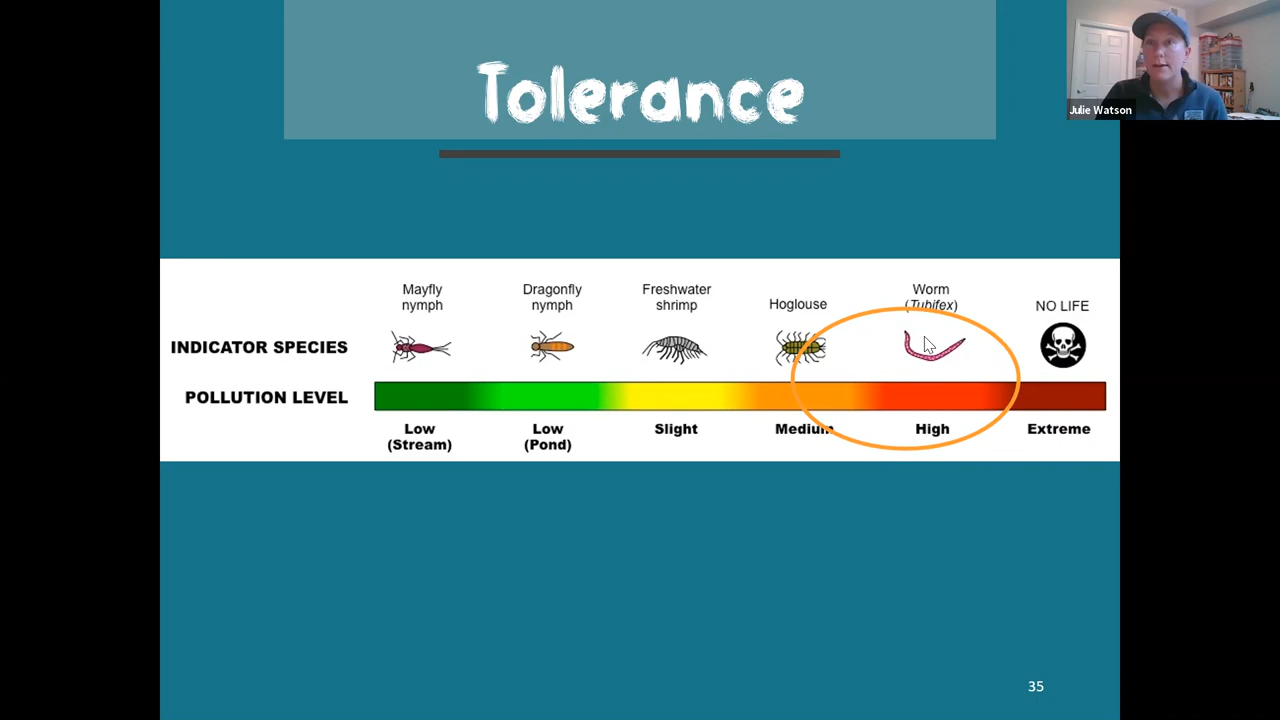 Tolerance
Julie Watson
Mayfly
nymph
Dragonfly
nymph
Freshwater
shrimp
Hoglouse
Worm
(Tubifex)
NO LIFE
INDICATOR SPECIES
POLLUTION LEVEL
Low
(Stream)
Low
(Pond)
Slight
Medium
High
Extreme
35